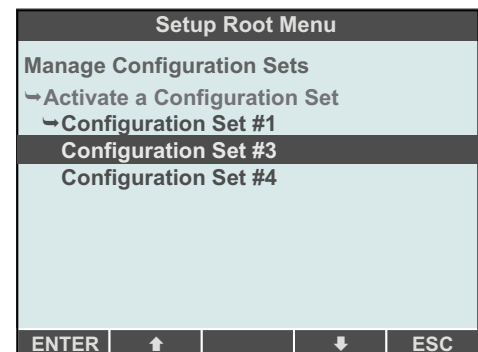 Setup Root Menu
Manage Configuration Sets
➥Activate a Configuration Set
➥Configuration Set #1
Configuration Set #3
Configuration Set #4
ENTER ⬆ ⬇ ESC